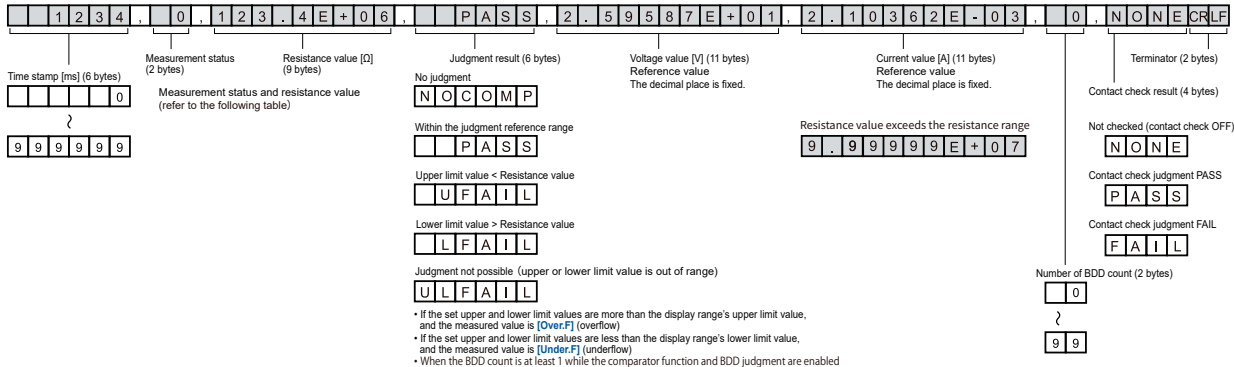 1234, 0,123.4E+06, PASS,2.59587E+01,2.10362E-03, 0,NONECRLF
Time stamp [ms] (6 bytes)
0
~
999999
Measurement status
(2 bytes)
Resistance value [Ω]
(9 bytes)
Measurement status and resistance value
(refer to the following table)
Judgment result (6 bytes)
No judgment
NOCOMP
Within the judgment reference range
PASS
Upper limit value < Resistance value
UFAIL
Lower limit value > Resistance value
LFAIL
Judgment not possible (upper or lower limit value is out of range)
ULFAIL
• If the set upper and lower limit values are more than the display range's upper limit value,
and the measured value is [Over.F] (overflow)
• If the set upper and lower limit values are less than the display range's lower limit value,
and the measured value is [Under.F] (underflow)
• When the BDD count is at least 1 while the comparator function and BDD judgment are enabled
Voltage value [V] (11 bytes)
Reference value
The decimal place is fixed.
Current value [A] (11 bytes)
Reference value
The decimal place is fixed.
Resistance value exceeds the resistance range
9.99999E+07
Number of BDD count (2 bytes)
0
~
99
Terminator (2 bytes)
Contact check result (4 bytes)
Not checked (contact check OFF)
NONE
Contact check judgment PASS
PASS
Contact check judgment FAIL
FAIL